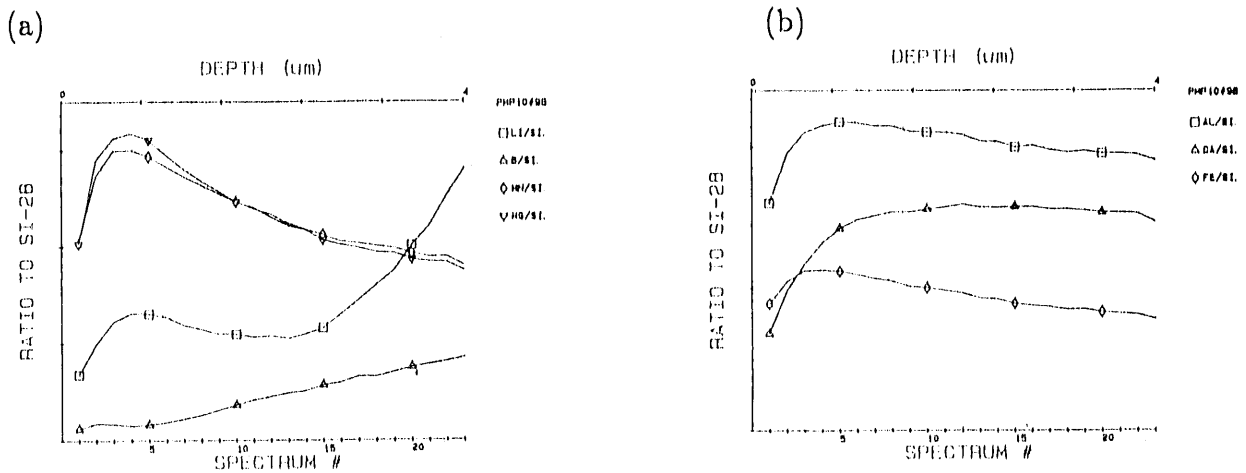 (a)
DEPTH (um)
0 4
PHP10/98
LI/SI.
B/SI.
MN/SI.
MG/SI.
RATIO TO SI-28
5 10 15 20
SPECTRUM #
(b)
DEPTH (um)
0 4
PHP10/98
AL/SI.
CA/SI.
FE/SI.
RATIO TO SI-28
5 10 15 20
SPECTRUM #